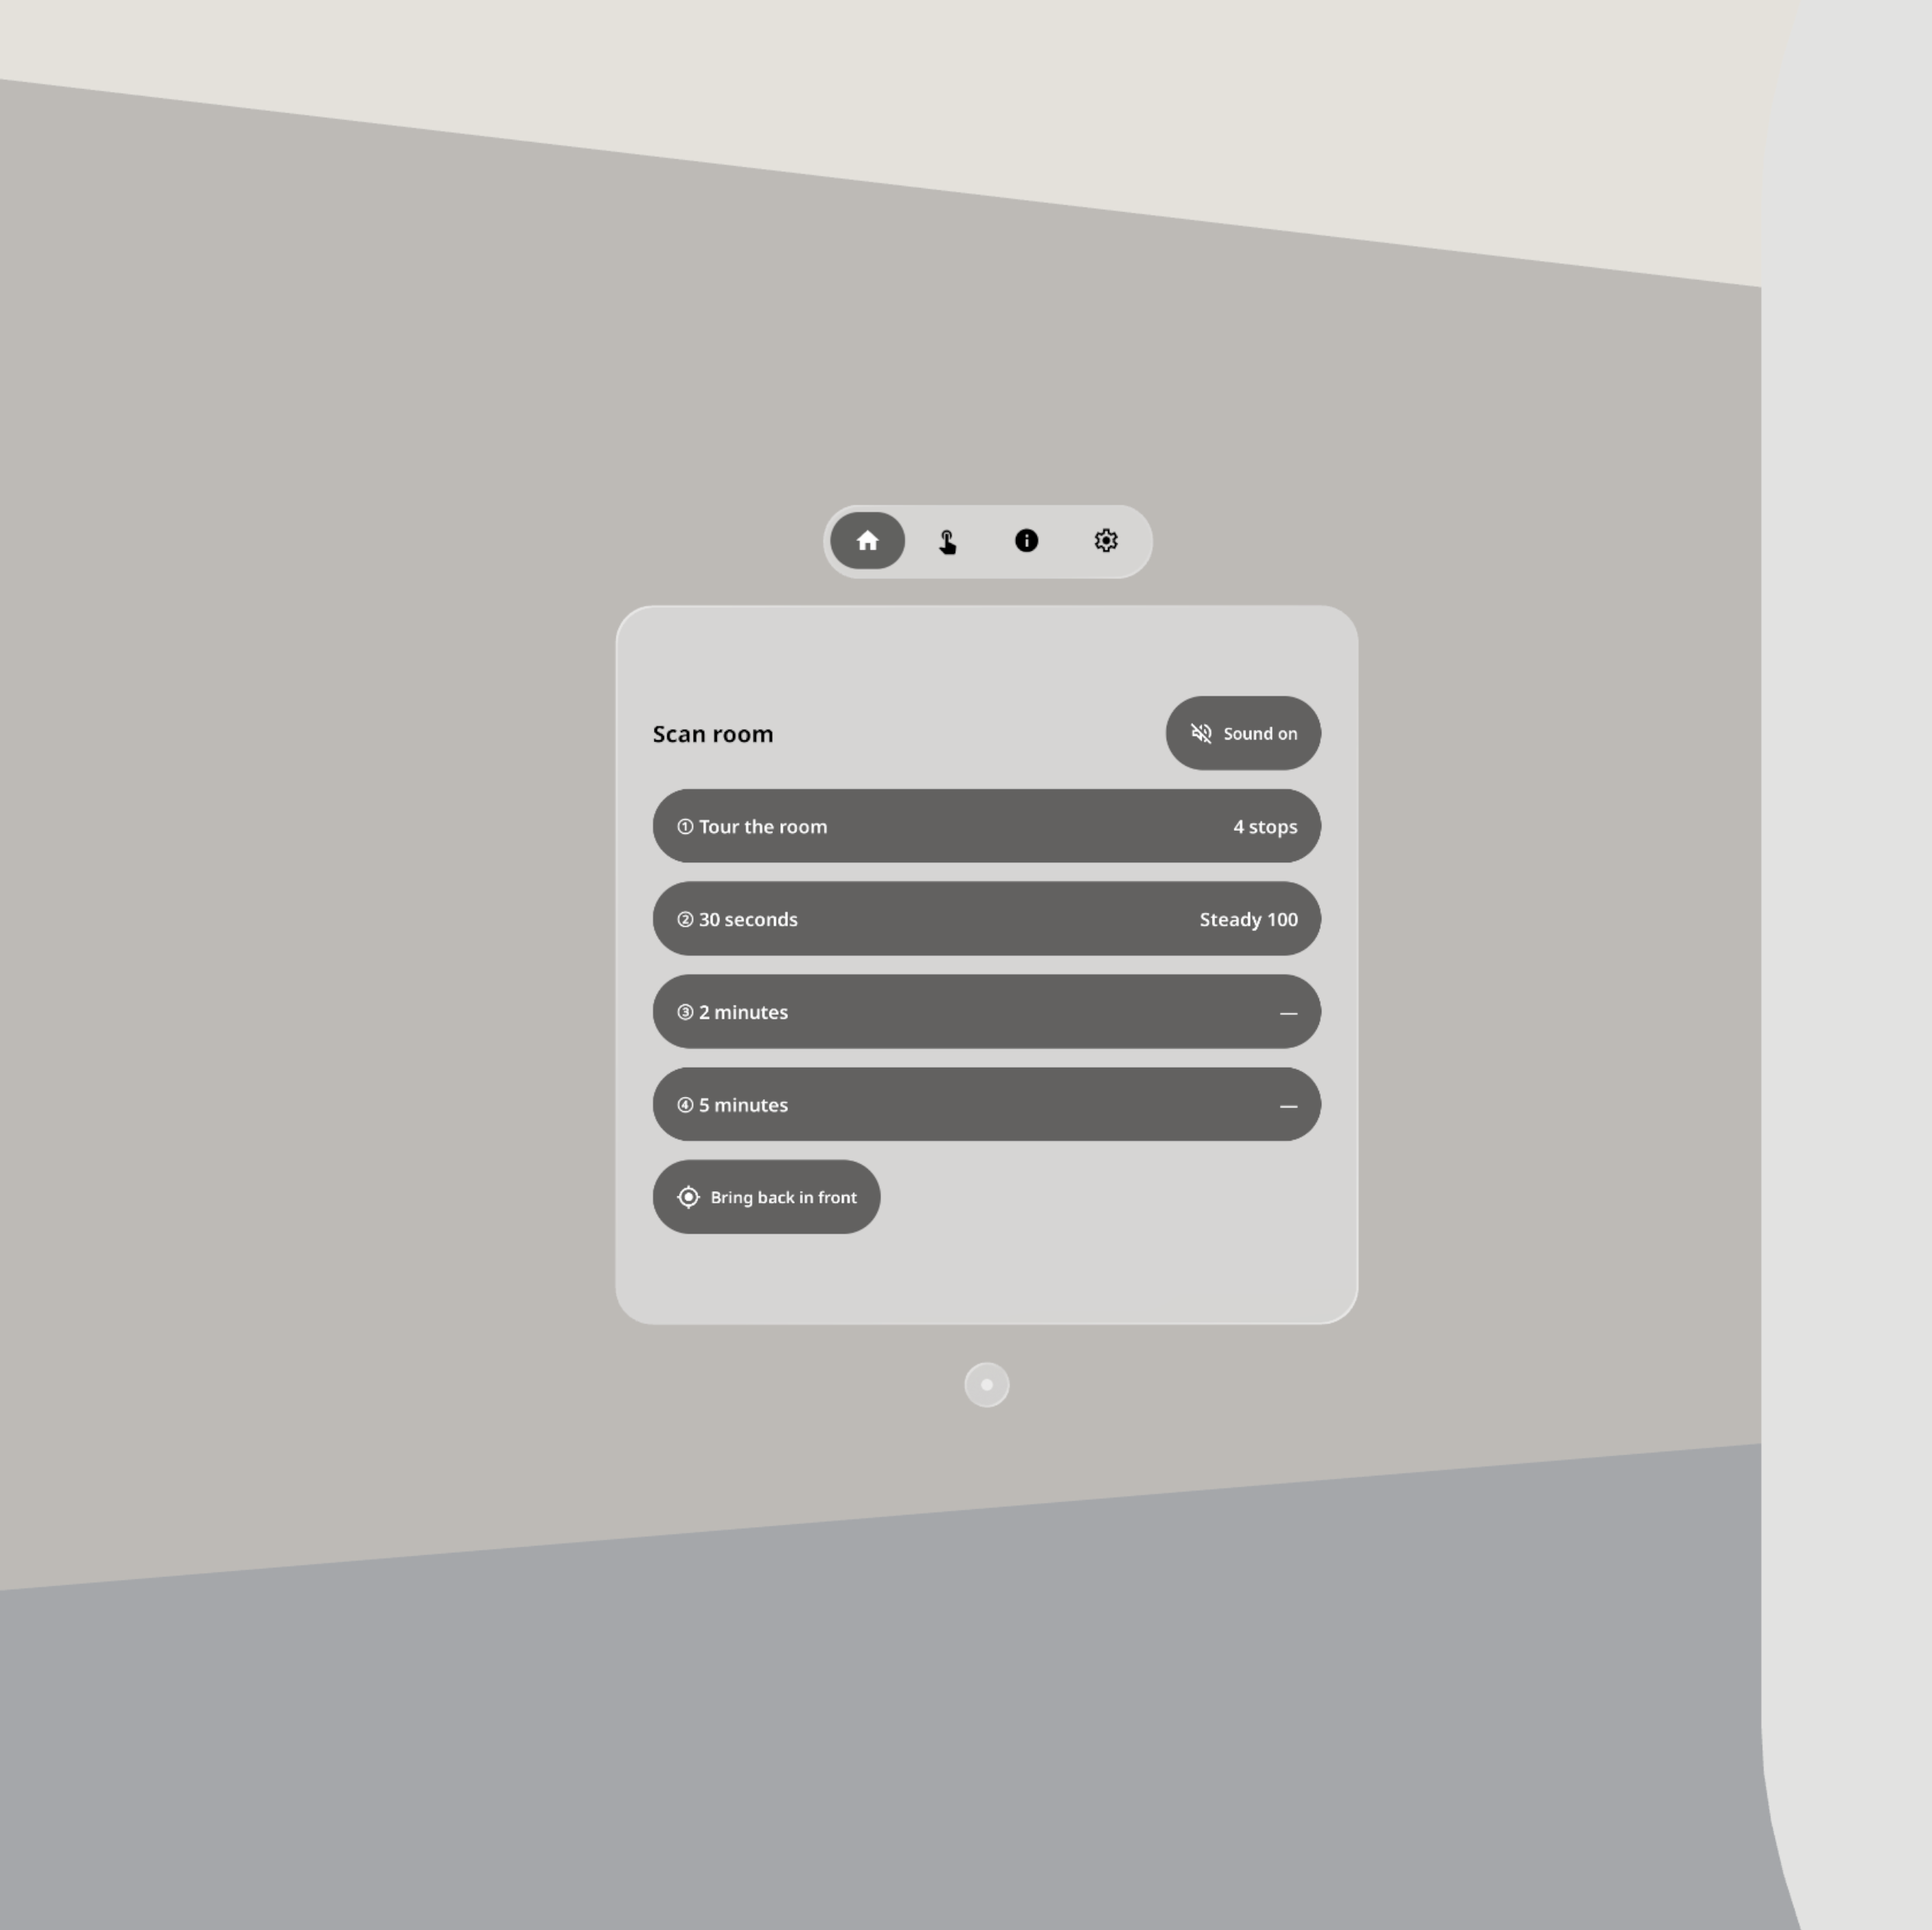 Scan room
Sound on
① Tour the room 4 stops
② 30 seconds Steady 100
③ 2 minutes —
④ 5 minutes —
Bring back in front